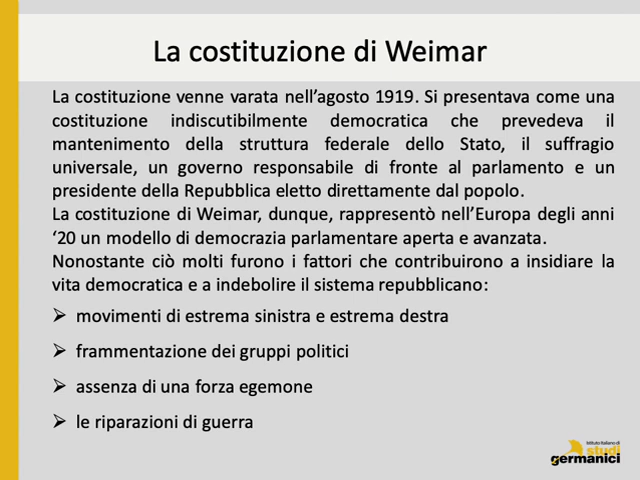 La costituzione di Weimar
La costituzione venne varata nell’agosto 1919. Si presentava come una
costituzione indiscutibilmente democratica che prevedeva il
mantenimento della struttura federale dello Stato, il suffragio
universale, un governo responsabile di fronte al parlamento e un
presidente della Repubblica eletto direttamente dal popolo.
La costituzione di Weimar, dunque, rappresentò nell’Europa degli anni
‘20 un modello di democrazia parlamentare aperta e avanzata.
Nonostante ciò molti furono i fattori che contribuirono a insidiare la
vita democratica e a indebolire il sistema repubblicano:
➢ movimenti di estrema sinistra e estrema destra
➢ frammentazione dei gruppi politici
➢ assenza di una forza egemone
➢ le riparazioni di guerra
Istituto Italiano di
studi
germanici